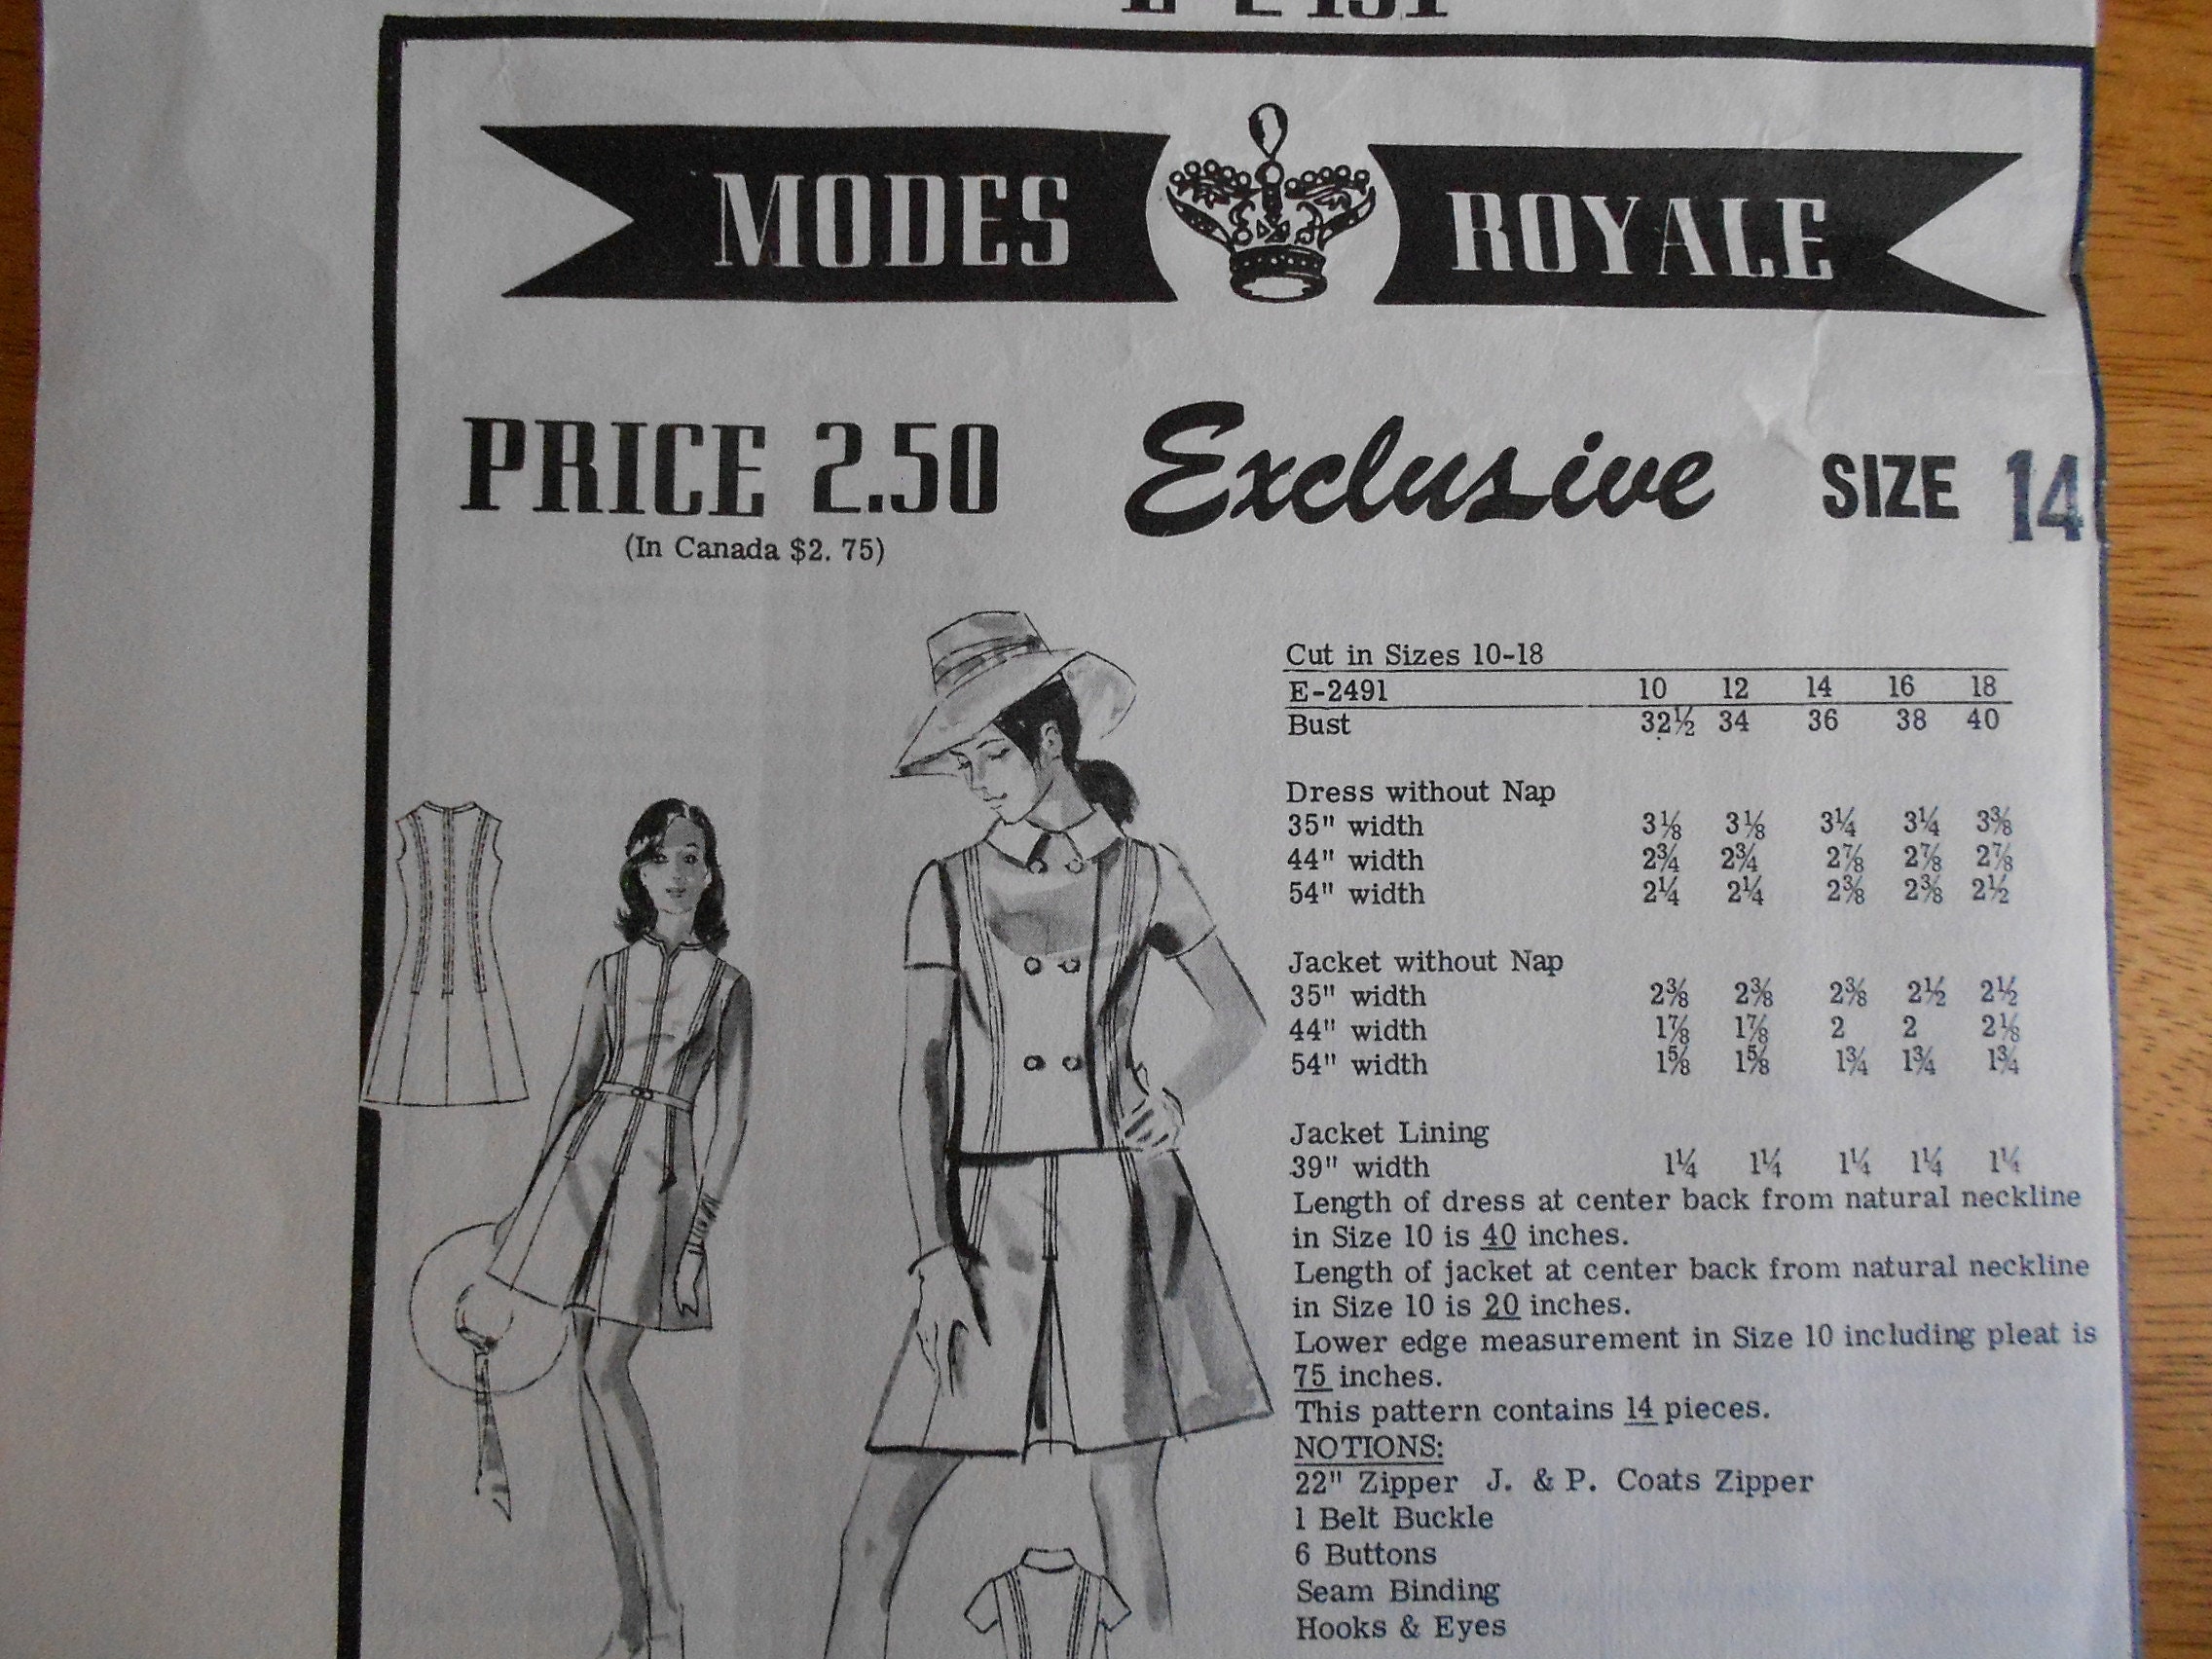 MODES ROYALE
PRICE 2.50 Exclusive SIZE 14
(In Canada $2. 75)
Cut in Sizes 10-18
E-2491 10 12 14 16 18
Bust 32½ 34 36 38 40
Dress without Nap
35" width 3⅛ 3⅛ 3¼ 3¼ 3⅜
44" width 2¾ 2¾ 2⅞ 2⅞ 2⅞
54" width 2¼ 2¼ 2⅜ 2⅜ 2½
Jacket without Nap
35" width 2⅜ 2⅜ 2⅜ 2½ 2½
44" width 1⅞ 1⅞ 2 2 2⅛
54" width 1⅝ 1⅝ 1¾ 1¾ 1¾
Jacket Lining
39" width 1¼ 1¼ 1¼ 1¼ 1¼
Length of dress at center back from natural neckline
in Size 10 is 40 inches.
Length of jacket at center back from natural neckline
in Size 10 is 20 inches.
Lower edge measurement in Size 10 including pleat is
75 inches.
This pattern contains 14 pieces.
NOTIONS:
22" Zipper J. & P. Coats Zipper
1 Belt Buckle
6 Buttons
Seam Binding
Hooks & Eyes